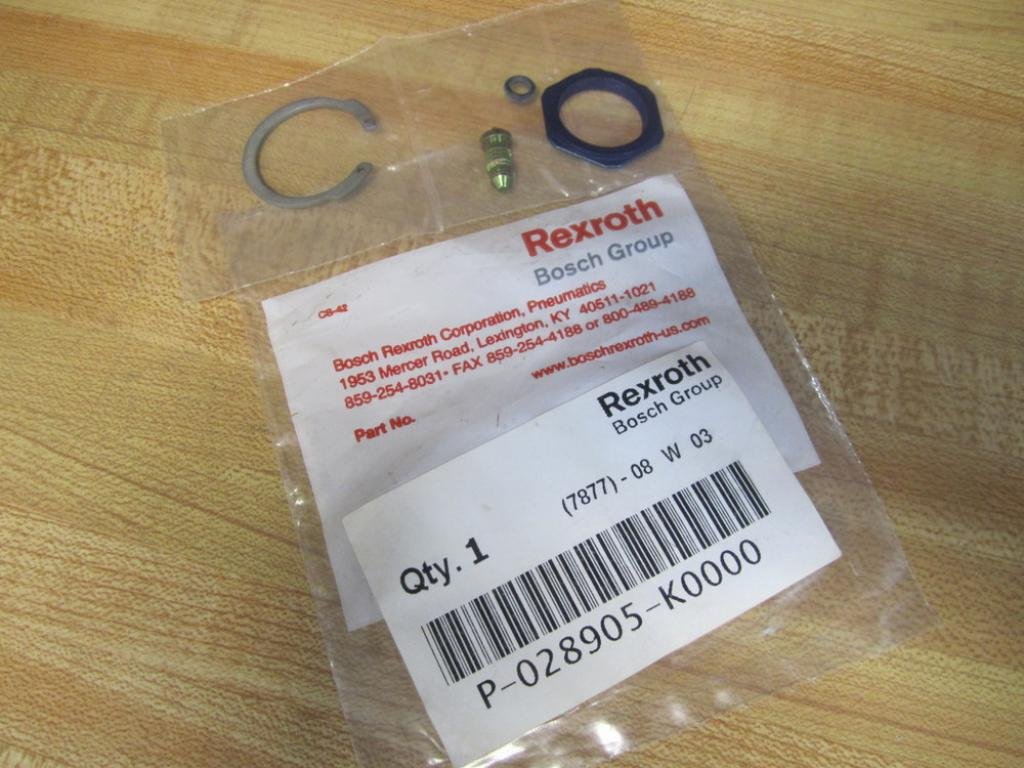 Rexroth
Bosch Group
CS-42
Bosch Rexroth Corporation, Pneumatics
1953 Mercer Road, Lexington, KY 40511-1021
859-254-8031• FAX 859-254-4188 or 800-489-4188
www.boschrexroth-us.com
Part No.
Rexroth
Bosch Group
(7877)-08 W 03
Qty. 1
P-028905-K0000